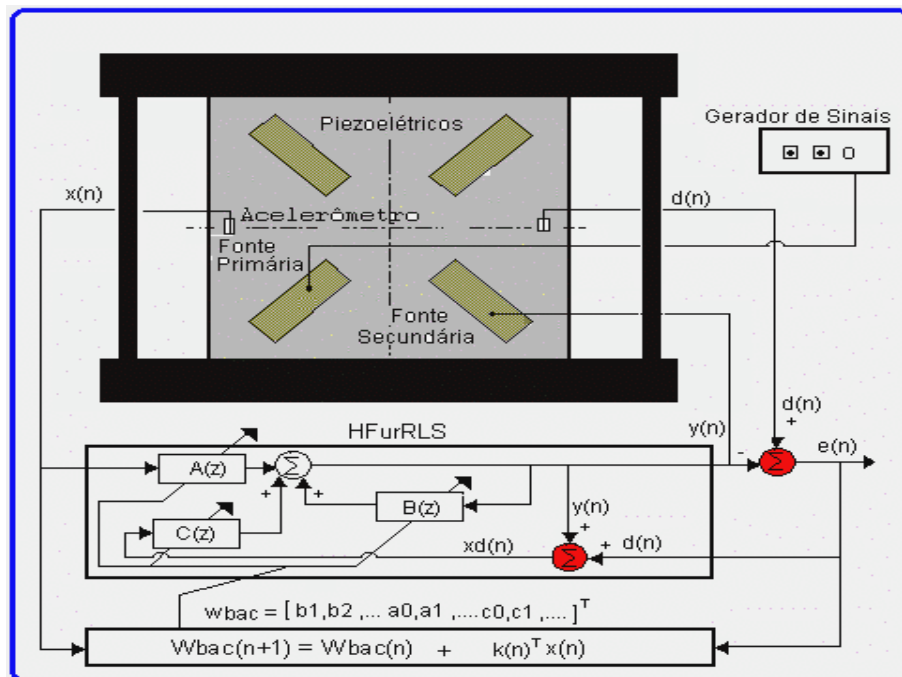 Piezoelétricos
Gerador de Sinais
x(n)
d(n)
Acelerômetro
Fonte
Primária
Fonte
Secundária
d(n)
+
HFurRLS
y(n)
-
e(n)
A(z)
Σ
Σ
+
+
B(z)
y(n)
+
C(z)
xd(n)
Σ
+
d(n)
wbac = [ b1,b2 ,... a0,a1 ,....c0,c1 ,.... ]ᵀ
Wbac(n+1) = Wbac(n) + k(n)ᵀ x(n)